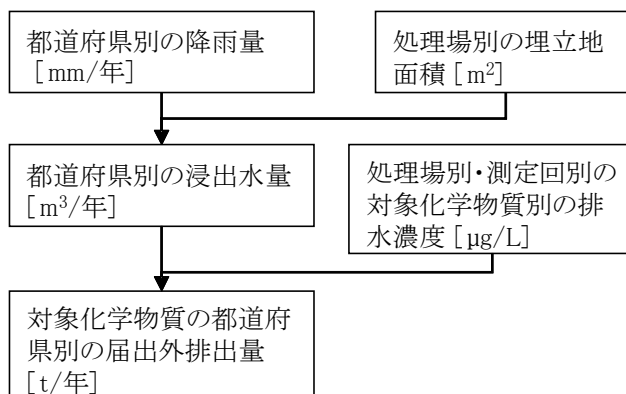 都道府県別の降雨量
[mm/年]
処理場別の埋立地
面積[m²]
都道府県別の浸出水量
[m³/年]
処理場別・測定回別の
対象化学物質別の排
水濃度[µg/L]
対象化学物質の都道府
県別の届出外排出量
[t/年]